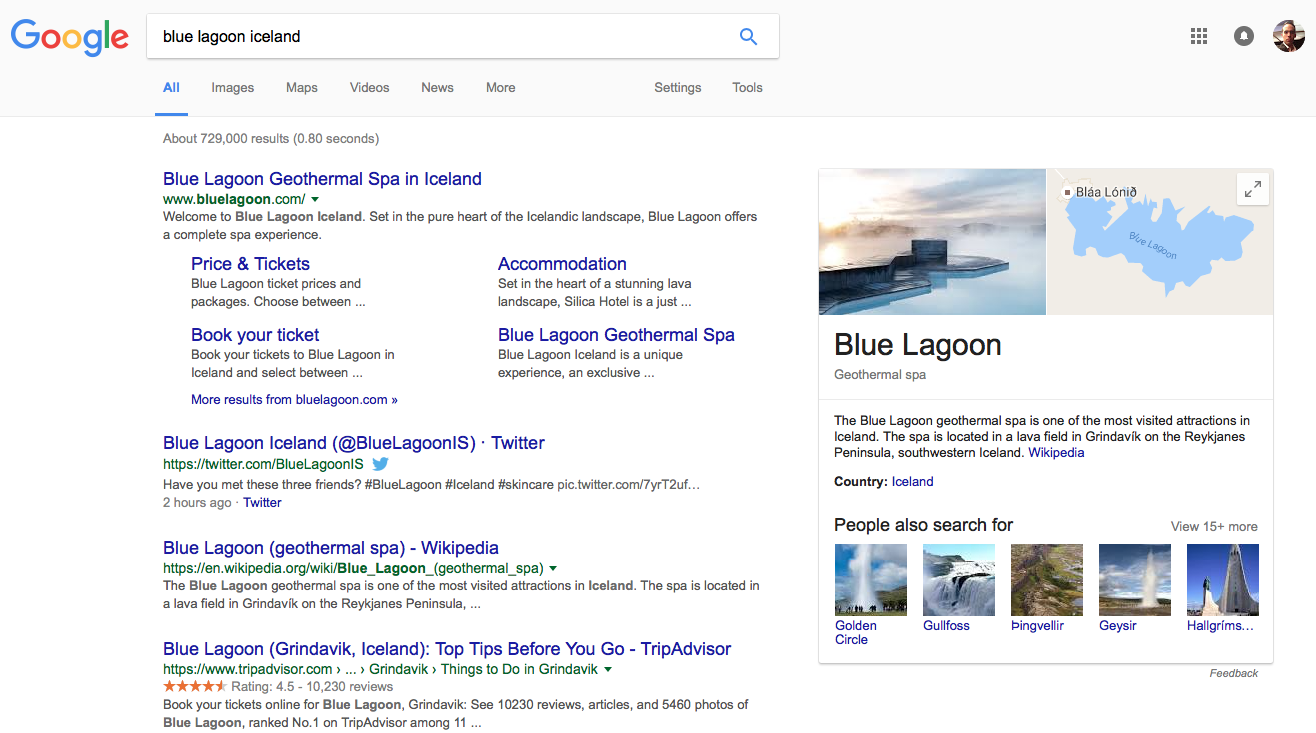 Google
blue lagoon iceland
All
Images
Maps
Videos
News
More
Settings
Tools
About 729,000 results (0.80 seconds)
Blue Lagoon Geothermal Spa in Iceland
www.bluelagoon.com/
Welcome to Blue Lagoon Iceland. Set in the pure heart of the Icelandic landscape, Blue Lagoon offers
a complete spa experience.
Price & Tickets
Blue Lagoon ticket prices and
packages. Choose between ...
Accommodation
Set in the heart of a stunning lava
landscape, Silica Hotel is a just ...
Book your ticket
Book your tickets to Blue Lagoon in
Iceland and select between ...
Blue Lagoon Geothermal Spa
Blue Lagoon Iceland is a unique
experience, an exclusive ...
More results from bluelagoon.com »
Blue Lagoon Iceland (@BlueLagoonIS) · Twitter
https://twitter.com/BlueLagoonIS
Have you met these three friends? #BlueLagoon #Iceland #skincare pic.twitter.com/7yrT2uf…
2 hours ago · Twitter
Blue Lagoon (geothermal spa) - Wikipedia
https://en.wikipedia.org/wiki/Blue_Lagoon_(geothermal_spa)
The Blue Lagoon geothermal spa is one of the most visited attractions in Iceland. The spa is located in
a lava field in Grindavík on the Reykjanes Peninsula, ...
Blue Lagoon (Grindavik, Iceland): Top Tips Before You Go - TripAdvisor
https://www.tripadvisor.com › ... › Grindavik › Things to Do in Grindavik
Rating: 4.5 - 10,230 reviews
Book your tickets online for Blue Lagoon, Grindavik: See 10230 reviews, articles, and 5460 photos of
Blue Lagoon, ranked No.1 on TripAdvisor among 11 ...
Bláa Lónið
Blue Lagoon
Blue Lagoon
Geothermal spa
The Blue Lagoon geothermal spa is one of the most visited attractions in
Iceland. The spa is located in a lava field in Grindavík on the Reykjanes
Peninsula, southwestern Iceland. Wikipedia
Country: Iceland
People also search for
View 15+ more
Golden
Circle
Gullfoss
Þingvellir
Geysir
Hallgríms...
Feedback